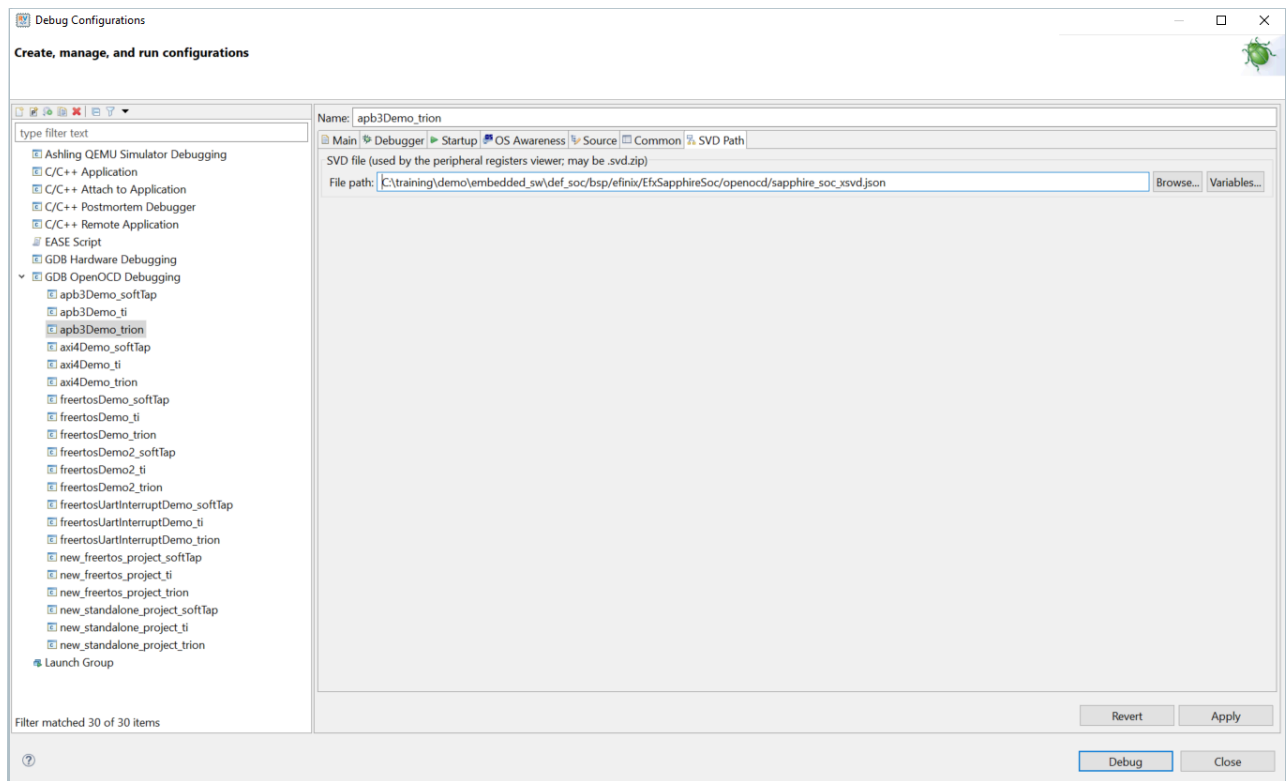 Debug Configurations
Create, manage, and run configurations
type filter text
Ashling QEMU Simulator Debugging
C/C++ Application
C/C++ Attach to Application
C/C++ Postmortem Debugger
C/C++ Remote Application
EASE Script
GDB Hardware Debugging
GDB OpenOCD Debugging
apb3Demo_softTap
apb3Demo_ti
apb3Demo_trion
axi4Demo_softTap
axi4Demo_ti
axi4Demo_trion
freertosDemo_softTap
freertosDemo_ti
freertosDemo_trion
freertosDemo2_softTap
freertosDemo2_ti
freertosDemo2_trion
freertosUartInterruptDemo_softTap
freertosUartInterruptDemo_ti
freertosUartInterruptDemo_trion
new_freertos_project_softTap
new_freertos_project_ti
new_freertos_project_trion
new_standalone_project_softTap
new_standalone_project_ti
new_standalone_project_trion
Launch Group
Filter matched 30 of 30 items
Name: apb3Demo_trion
Main Debugger Startup OS Awareness Source Common SVD Path
SVD file (used by the peripheral registers viewer; may be .svd.zip)
File path: C:\training\demo\embedded_sw\def_soc/bsp/efinix/EfxSapphireSoc/openocd/sapphire_soc_xsvd.json Browse... Variables...
Revert Apply
Debug Close